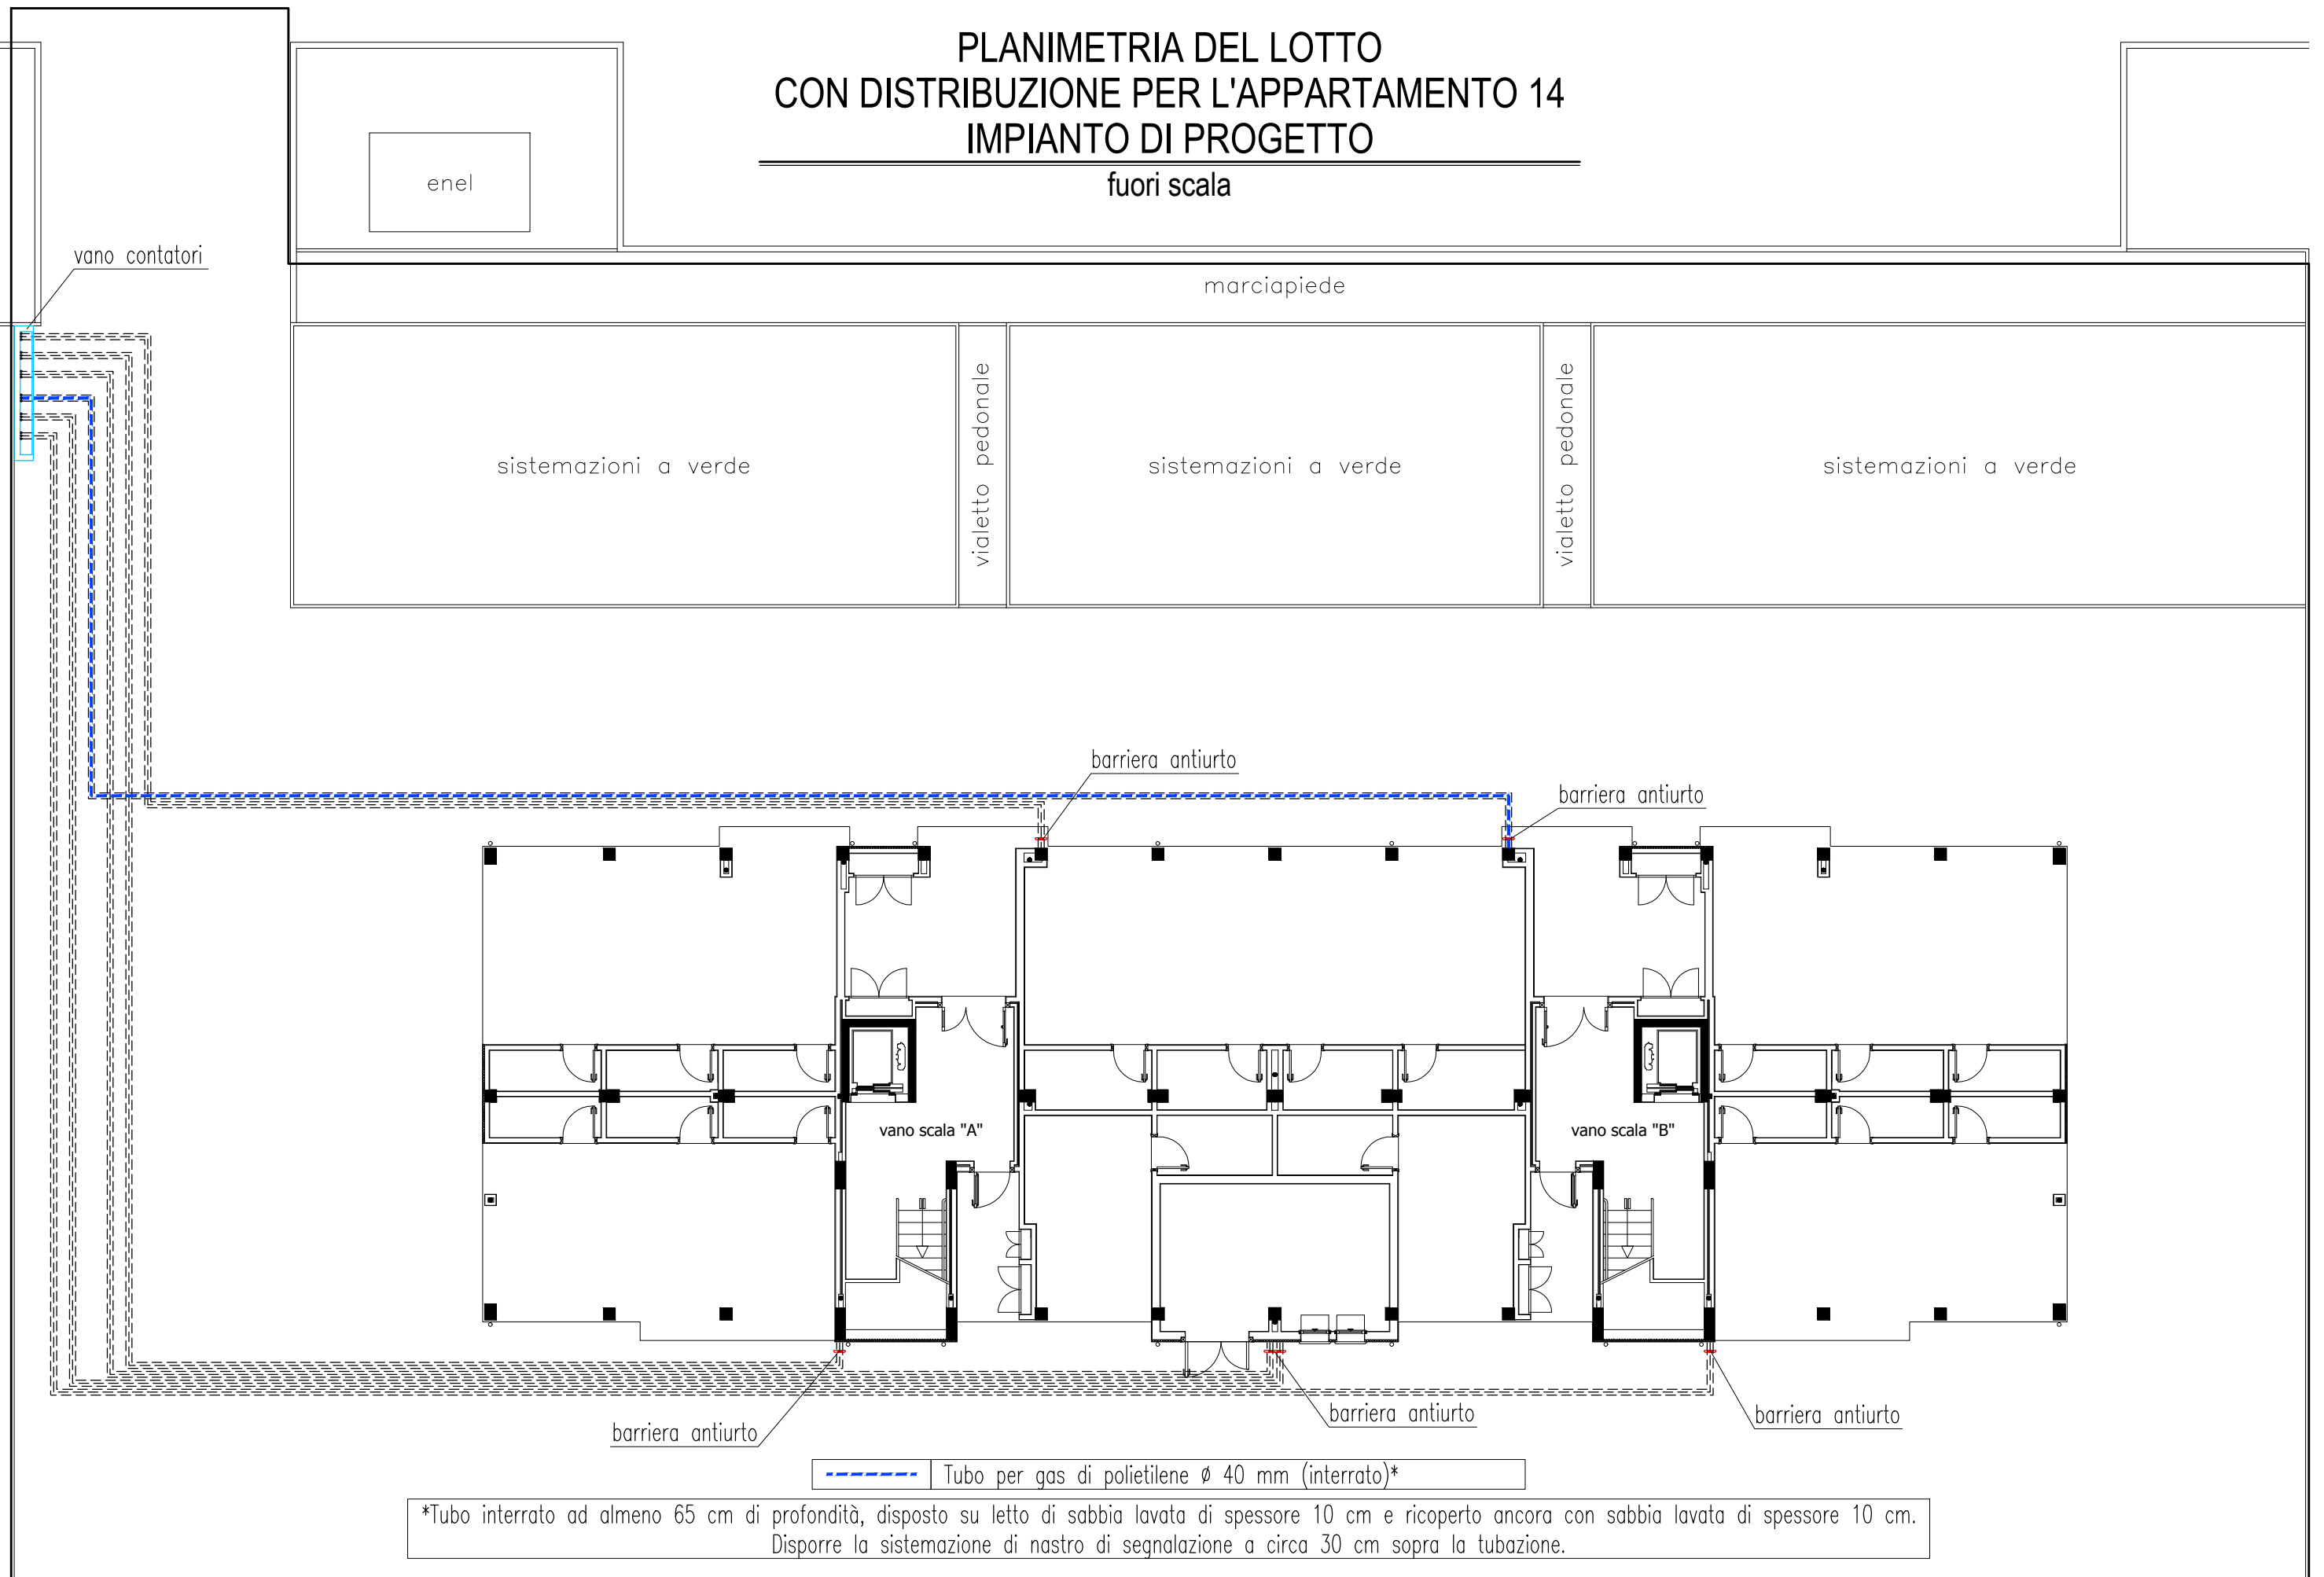 PLANIMETRIA DEL LOTTO
CON DISTRIBUZIONE PER L'APPARTAMENTO 14
IMPIANTO DI PROGETTO
fuori scala
enel
vano contatori
marciapiede
sistemazioni a verde
vialetto pedonale
sistemazioni a verde
vialetto pedonale
sistemazioni a verde
barriera antiurto
barriera antiurto
vano scala "A"
vano scala "B"
barriera antiurto
barriera antiurto
barriera antiurto
Tubo per gas di polietilene ø 40 mm (interrato)*
*Tubo interrato ad almeno 65 cm di profondità, disposto su letto di sabbia lavata di spessore 10 cm e ricoperto ancora con sabbia lavata di spessore 10 cm.
Disporre la sistemazione di nastro di segnalazione a circa 30 cm sopra la tubazione.